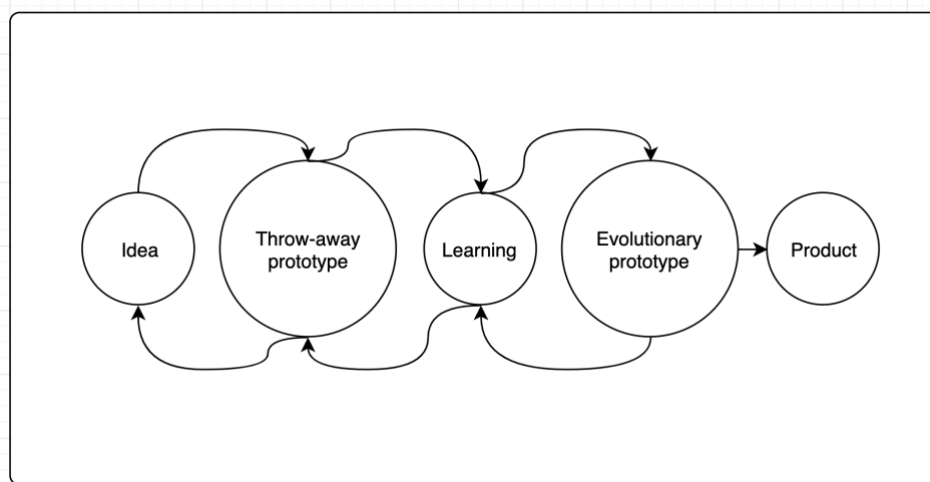 Idea
Throw-away
prototype
Learning
Evolutionary
prototype
Product